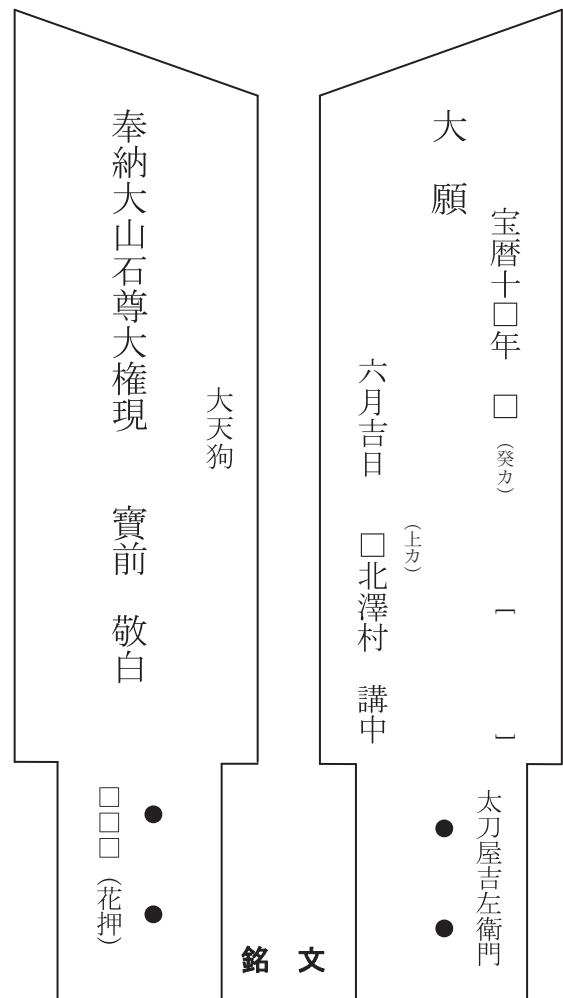 大　願
宝暦十□年　□（癸カ）　［　　　］
六月吉日　□（上カ）北澤村　講中
太刀屋吉左衛門
大天狗
奉納大山石尊大権現　寶前　敬白
□□□（花押）
銘　文